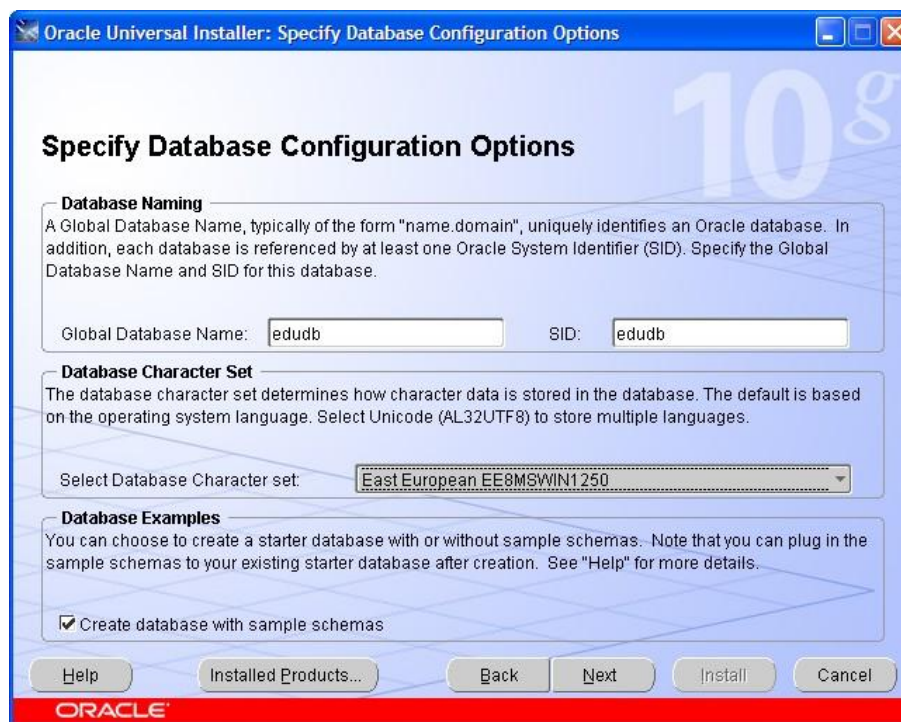 Oracle Universal Installer: Specify Database Configuration Options
10g
Specify Database Configuration Options
Database Naming
A Global Database Name, typically of the form "name.domain", uniquely identifies an Oracle database. In
addition, each database is referenced by at least one Oracle System Identifier (SID). Specify the Global
Database Name and SID for this database.
Global Database Name: edudb SID: edudb
Database Character Set
The database character set determines how character data is stored in the database. The default is based
on the operating system language. Select Unicode (AL32UTF8) to store multiple languages.
Select Database Character set: East European EE8MSWIN1250
Database Examples
You can choose to create a starter database with or without sample schemas. Note that you can plug in the
sample schemas to your existing starter database after creation. See "Help" for more details.
Create database with sample schemas
Help Installed Products... Back Next Install Cancel
ORACLE